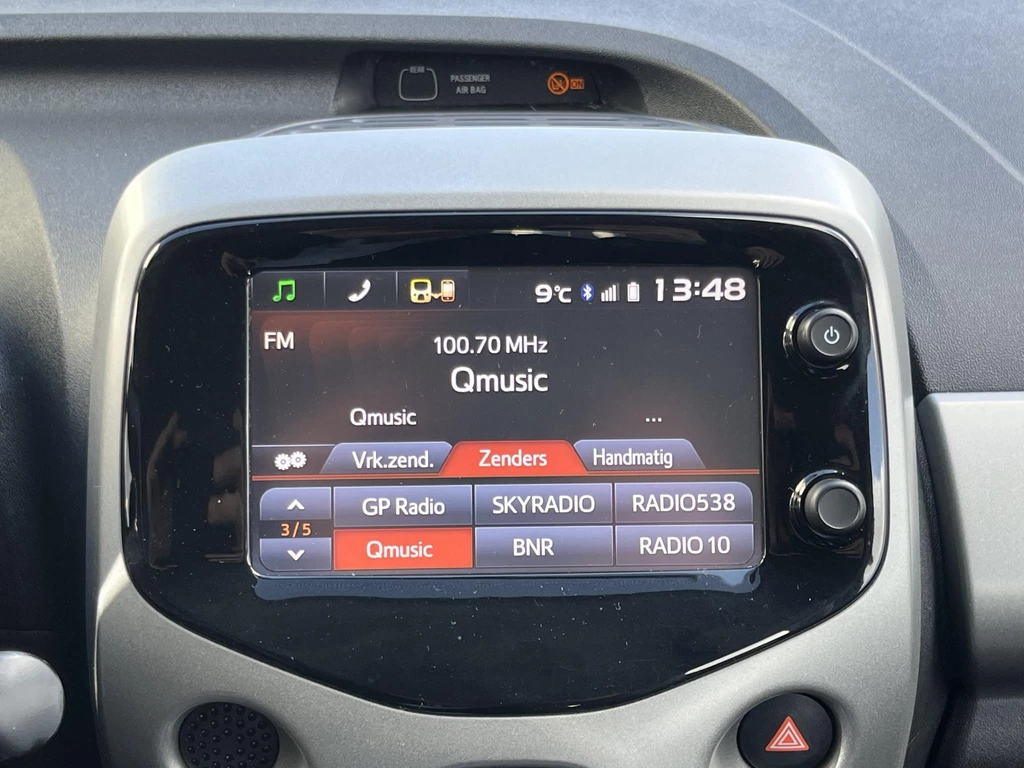 REAR
PASSENGER
AIR BAG
ON
9°C 13:48
FM
100.70 MHz
Qmusic
Qmusic ...
Vrk.zend. Zenders Handmatig
GP Radio SKYRADIO RADIO538
3/5
Qmusic BNR RADIO 10